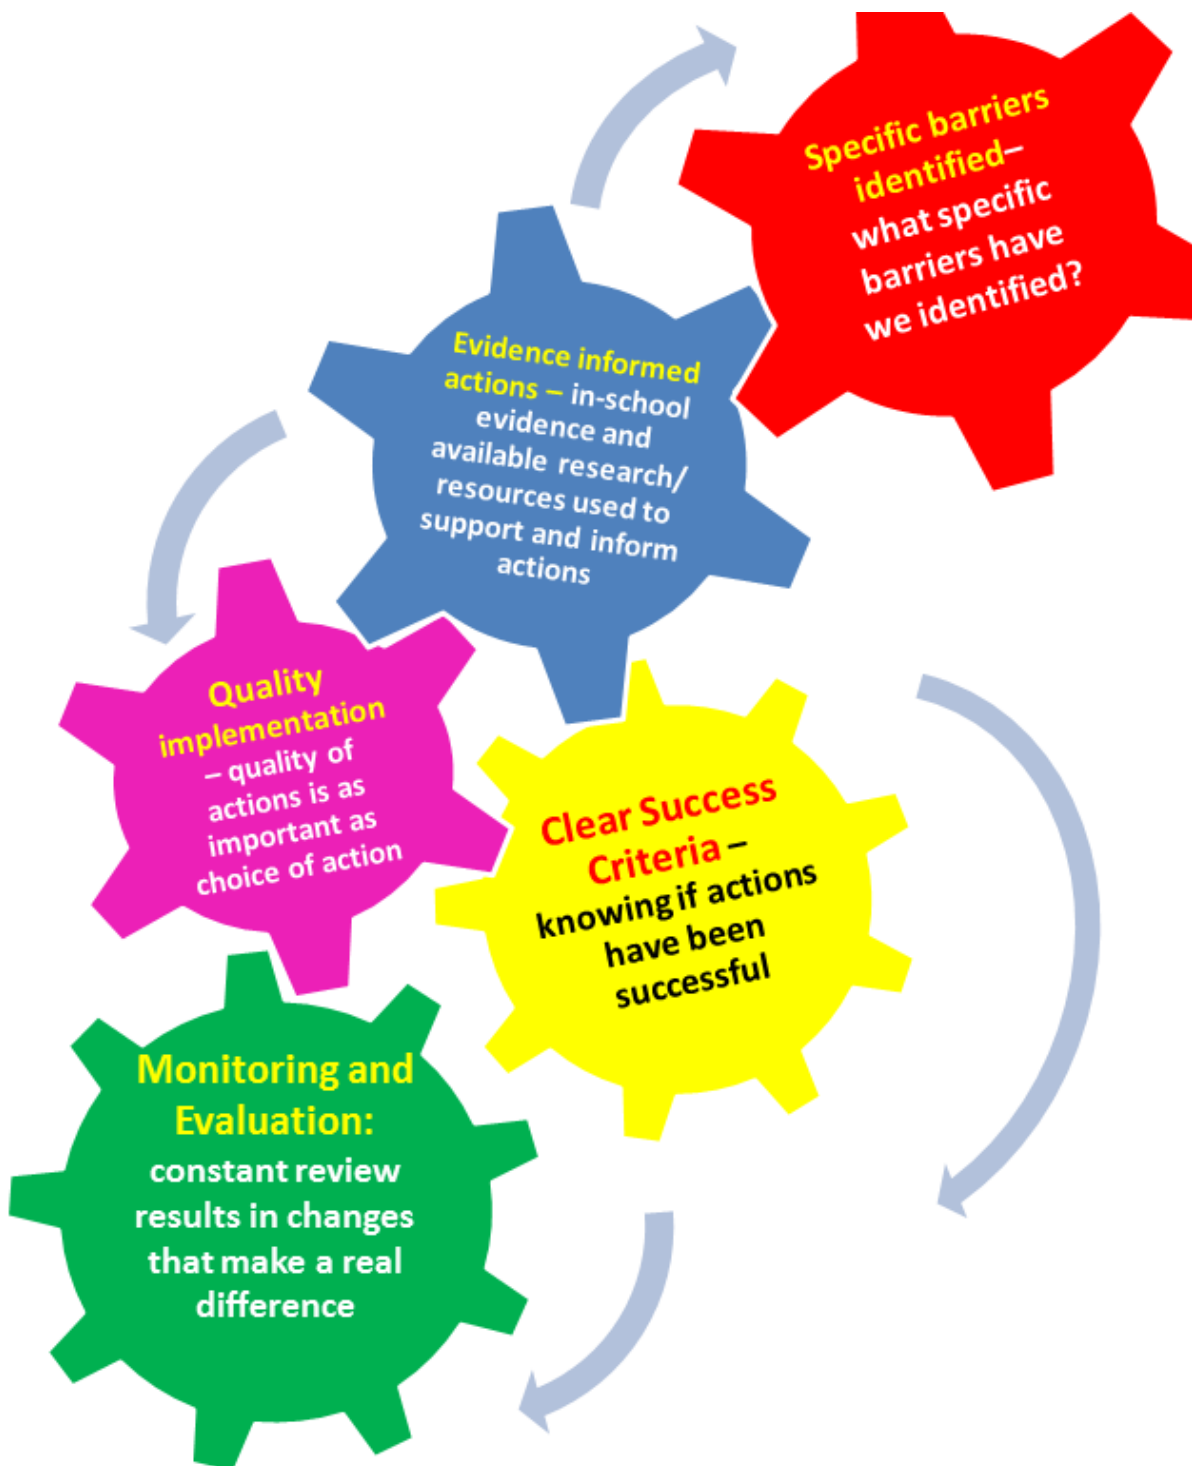 Specific barriers
identified–
what specific
barriers have
we identified?
Evidence informed
actions – in-school
evidence and
available research/
resources used to
support and inform
actions
Quality
implementation
– quality of
actions is as
important as
choice of action
Clear Success
Criteria –
knowing if actions
have been
successful
Monitoring and
Evaluation:
constant review
results in changes
that make a real
difference